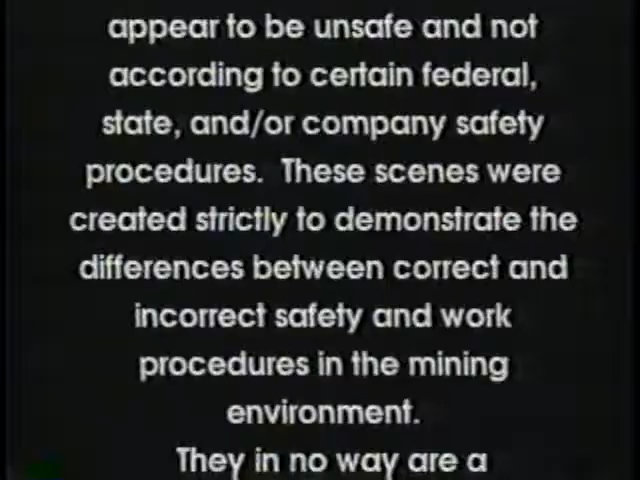 appear to be unsafe and not
according to certain federal,
state, and/or company safety
procedures.  These scenes were
created strictly to demonstrate the
differences between correct and
incorrect safety and work
procedures in the mining
environment.
They in no way are a